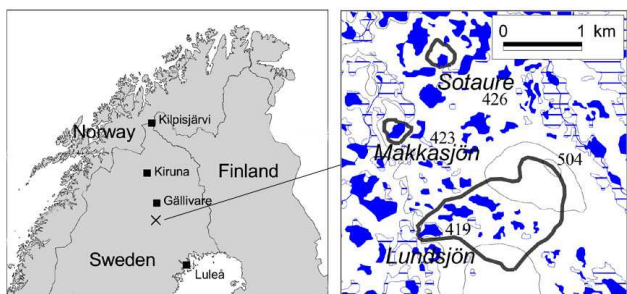 Norway
Kilpisjärvi
Kiruna
Finland
Gällivare
Sweden
Luleå
0 1 km
Sotaure
426
423
Makkasjön
504
419
Lundsjön